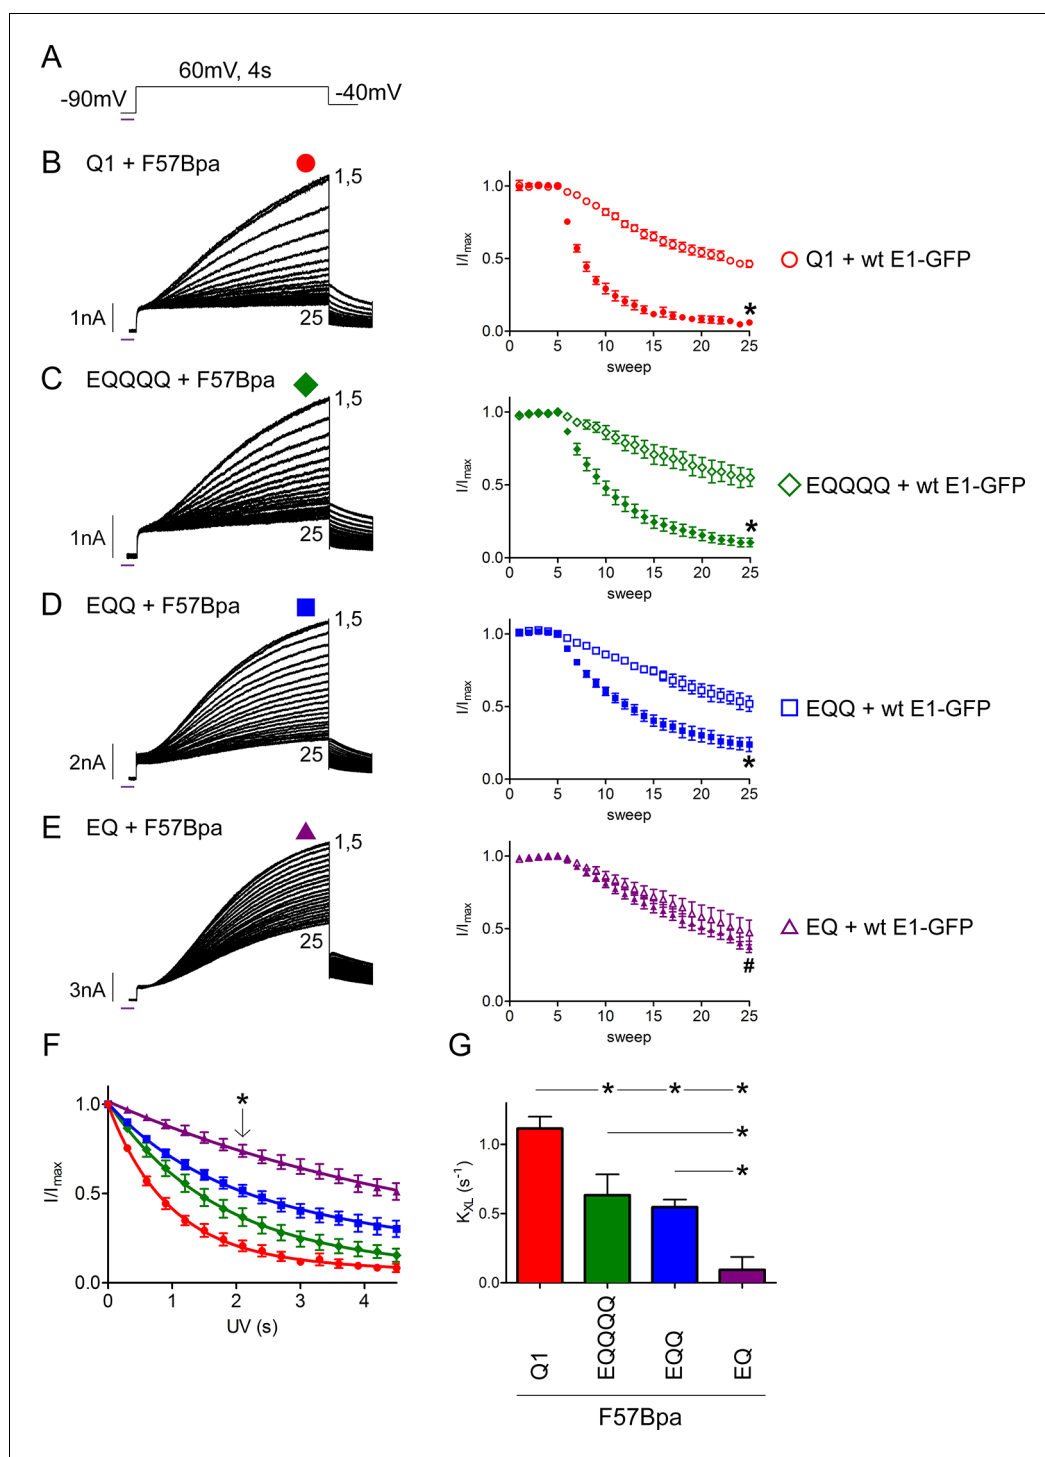 A
60mV, 4s
-90mV
-40mV
B
Q1 + F57Bpa
1,5
25
1nA
1.0
0.5
0.0
I/Imax
0 5 10 15 20 25
sweep
*
Q1 + wt E1-GFP
C
EQQQQ + F57Bpa
1,5
25
1nA
1.0
0.5
0.0
I/Imax
0 5 10 15 20 25
sweep
*
EQQQQ + wt E1-GFP
D
EQQ + F57Bpa
1,5
25
2nA
1.0
0.5
0.0
I/Imax
0 5 10 15 20 25
sweep
*
EQQ + wt E1-GFP
E
EQ + F57Bpa
1,5
25
3nA
1.0
0.5
0.0
I/Imax
0 5 10 15 20 25
sweep
#
EQ + wt E1-GFP
F
*
1.0
0.5
0.0
I/Imax
0 1 2 3 4
UV (s)
G
* * *
*
*
1.0
0.5
0.0
KXL (s-1)
Q1
EQQQQ
EQQ
EQ
F57Bpa